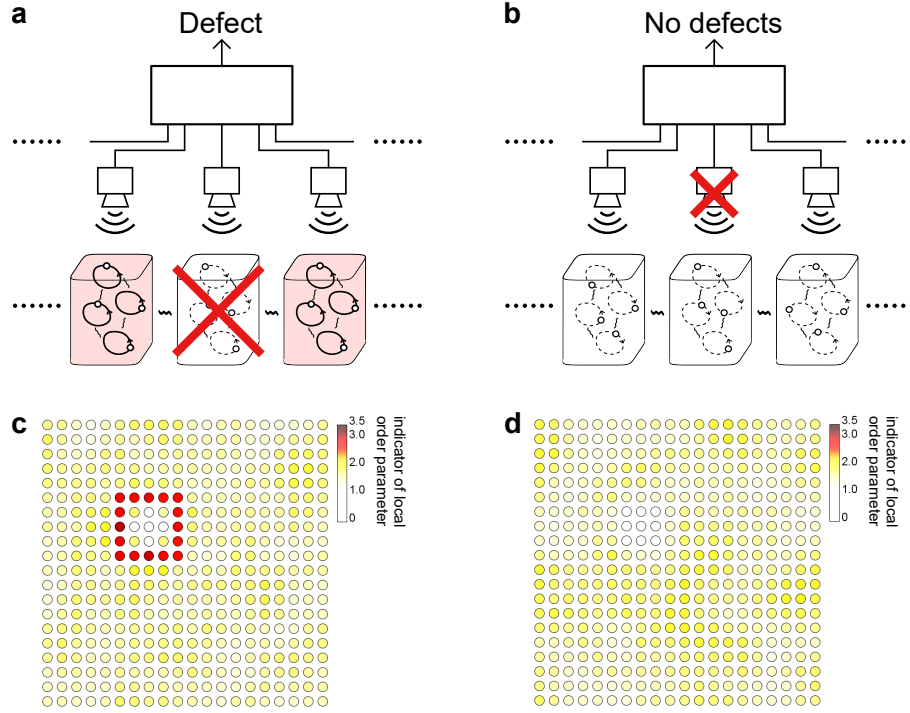 a
Defect
b
No defects
c
3.5
3.0
2.0
1.0
0
indicator of local
order parameter
d
3.5
3.0
2.0
1.0
0
indicator of local
order parameter